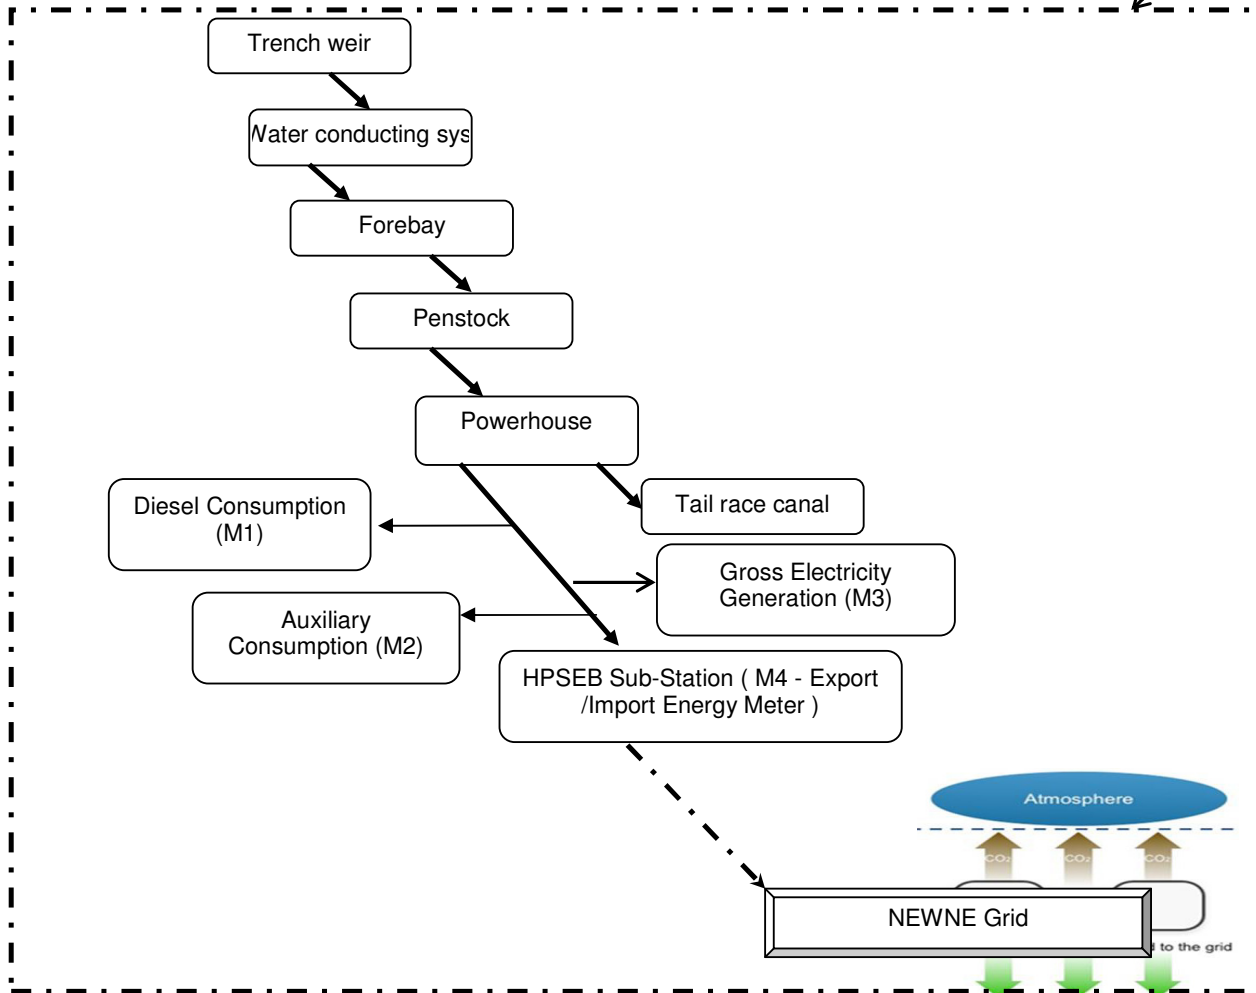 Trench weir
Water conducting sys
Forebay
Penstock
Powerhouse
Diesel Consumption
(M1)
Tail race canal
Gross Electricity
Generation (M3)
Auxiliary
Consumption (M2)
HPSEB Sub-Station ( M4 - Export
/Import Energy Meter )
Atmosphere
CO₂ CO₂ CO₂
NEWNE Grid
to the grid